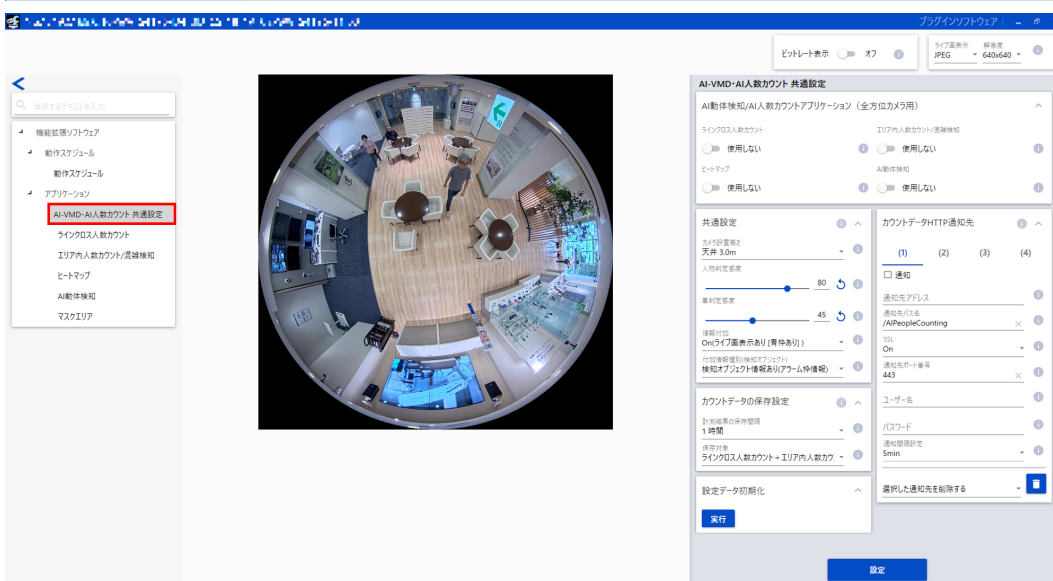 プラグインソフトウェア
ビットレート表示 オフ
ライブ画表示 解像度
JPEG 640x640
検索するテキストを入力
機能拡張ソフトウェア
動作スケジュール
動作スケジュール
アプリケーション
AI-VMD・AI人数カウント 共通設定
ラインクロス人数カウント
エリア内人数カウント/混雑検知
ヒートマップ
AI動体検知
マスクエリア
AI-VMD・AI人数カウント 共通設定
AI動体検知/AI人数カウントアプリケーション（全方位カメラ用）
ラインクロス人数カウント エリア内人数カウント/混雑検知
使用しない 使用しない
ヒートマップ AI動体検知
使用しない 使用しない
共通設定
カメラ設置高さ
天井 3.0m
人物判定感度
80
車判定感度
45
情報付加
On(ライブ画表示あり [青枠あり] )
付加情報種別(検知オブジェクト)
検知オブジェクト情報あり(アラーム枠情報)
カウントデータの保存設定
計測結果の保存間隔
1 時間
保存対象
ラインクロス人数カウント + エリア内人数カウ
設定データ初期化
実行
カウントデータHTTP通知先
(1) (2) (3) (4)
通知
通知先アドレス
通知先パス名
/AIPeopleCounting
SSL
On
通知先ポート番号
443
ユーザー名
パスワード
通知間隔設定
5min
選択した通知先を削除する
設定